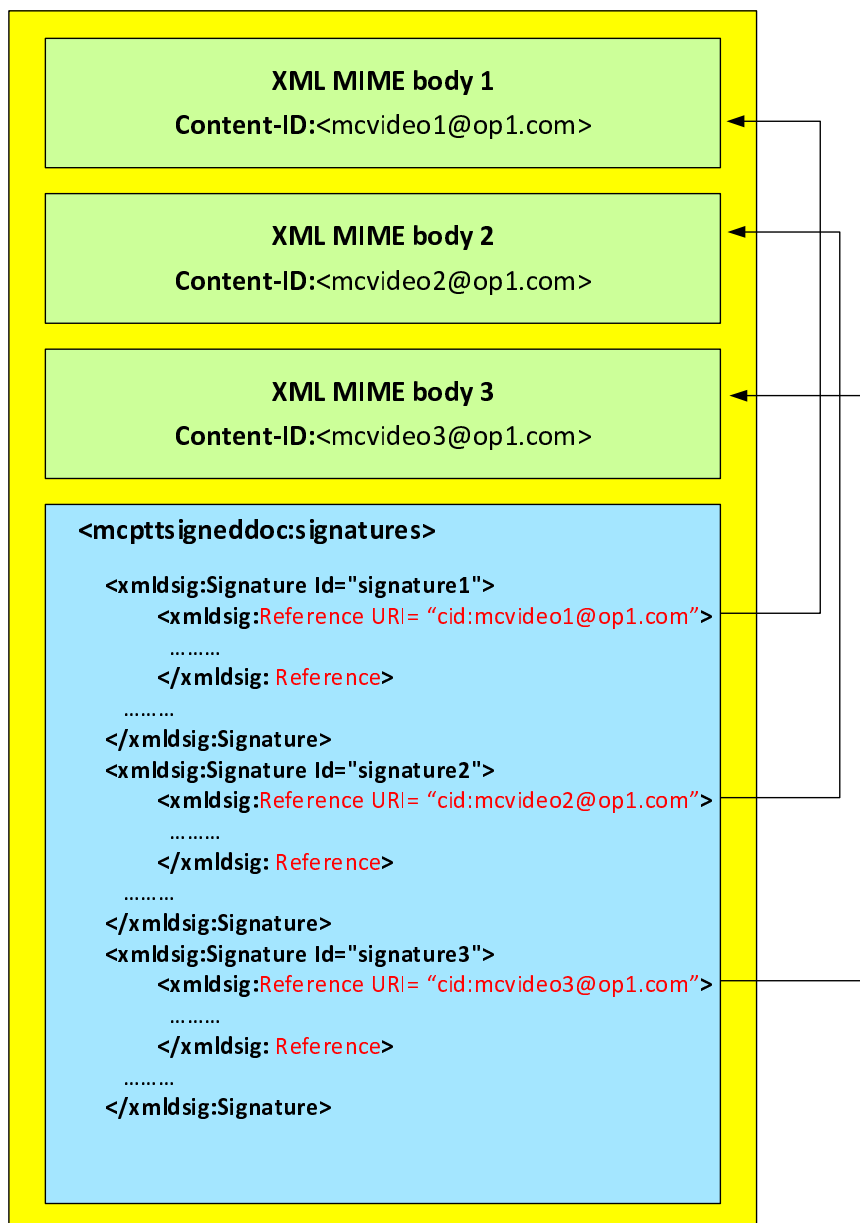 XML MIME body 1
Content-ID:<mcvideo1@op1.com>
XML MIME body 2
Content-ID:<mcvideo2@op1.com>
XML MIME body 3
Content-ID:<mcvideo3@op1.com>
<mcpttsigneddoc:signatures>
<xmldsig:Signature Id="signature1">
<xmldsig:Reference URI= “cid:mcvideo1@op1.com”>
………
</xmldsig: Reference>
………
</xmldsig:Signature>
<xmldsig:Signature Id="signature2">
<xmldsig:Reference URI= “cid:mcvideo2@op1.com”>
………
</xmldsig: Reference>
………
</xmldsig:Signature>
<xmldsig:Signature Id="signature3">
<xmldsig:Reference URI= “cid:mcvideo3@op1.com”>
………
</xmldsig: Reference>
………
</xmldsig:Signature>